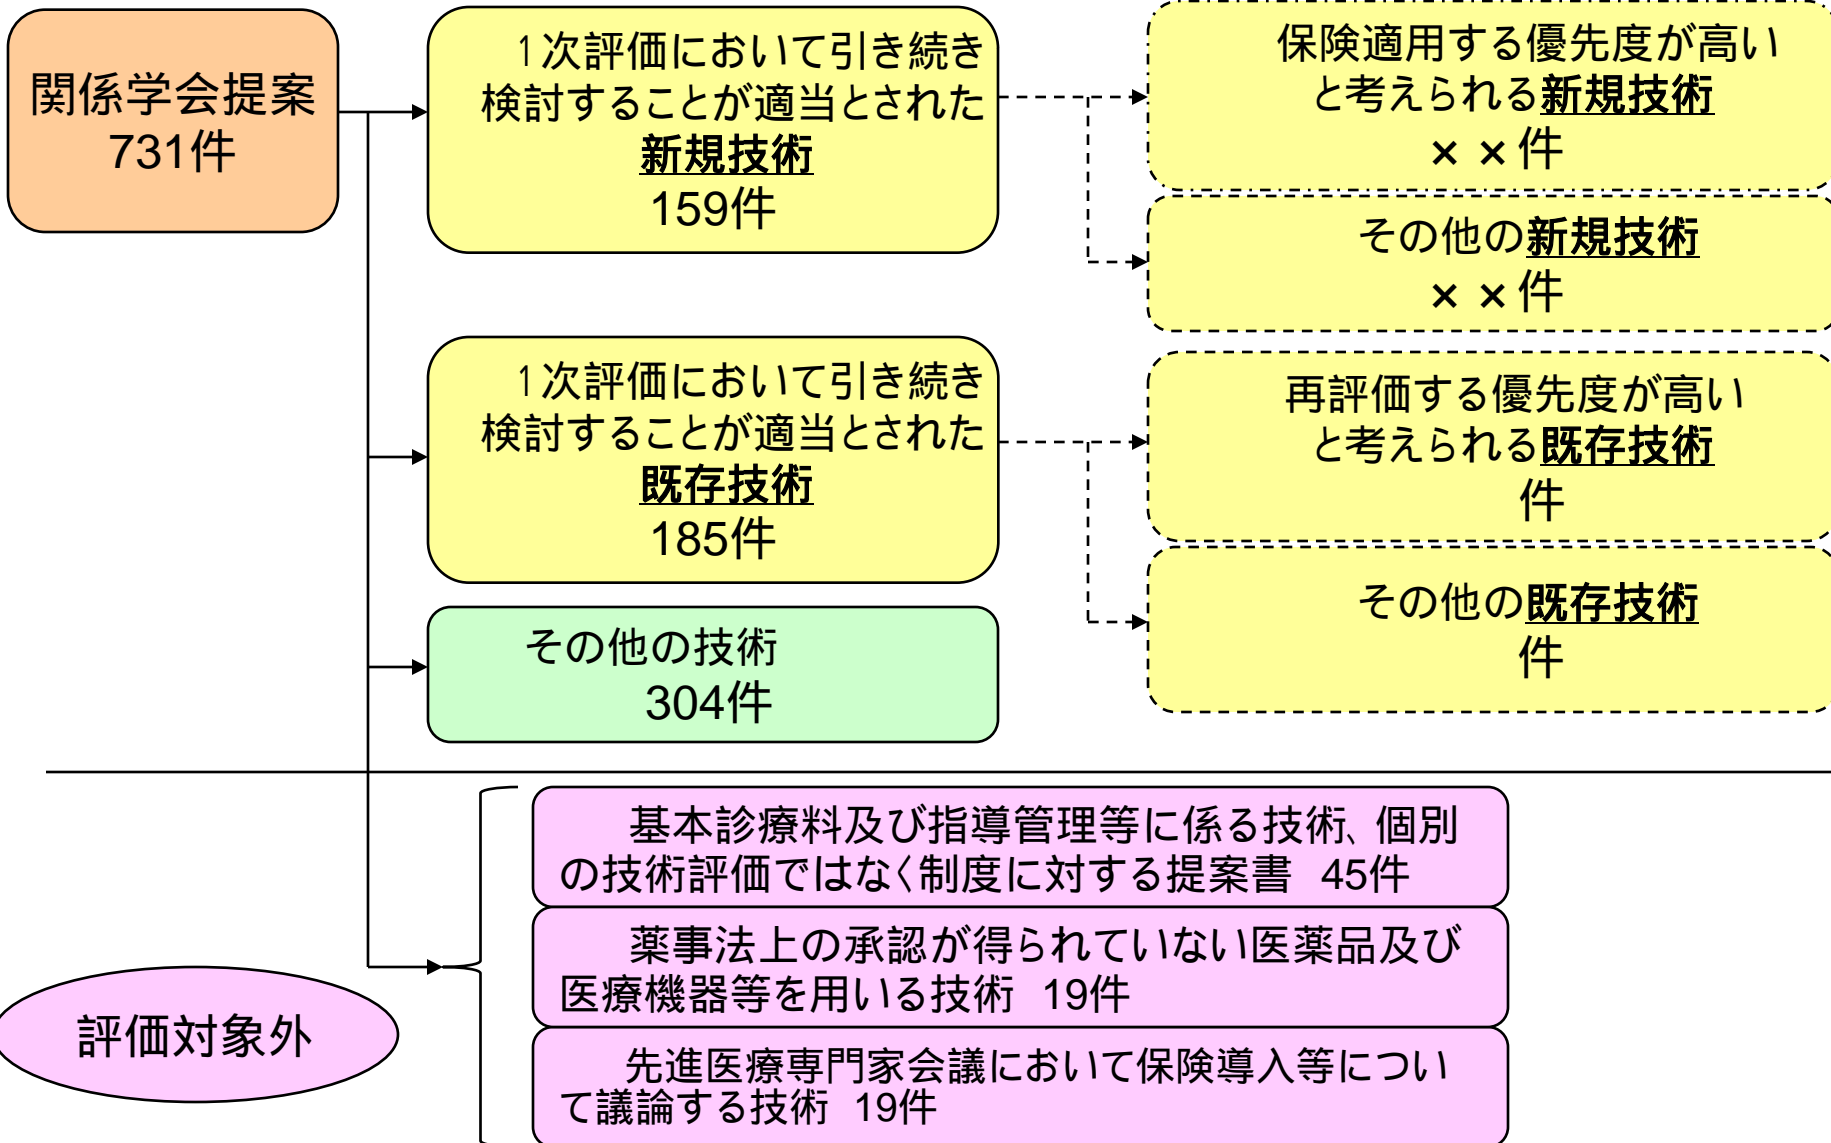 関係学会提案
731件
1次評価において引き続き
検討することが適当とされた
新規技術
159件
保険適用する優先度が高い
と考えられる新規技術
××件
その他の新規技術
××件
1次評価において引き続き
検討することが適当とされた
既存技術
185件
再評価する優先度が高い
と考えられる既存技術
件
その他の既存技術
件
その他の技術
304件
基本診療料及び指導管理等に係る技術、個別
の技術評価ではなく制度に対する提案書 45件
薬事法上の承認が得られていない医薬品及び
医療機器等を用いる技術 19件
先進医療専門家会議において保険導入等につい
て議論する技術 19件
評価対象外